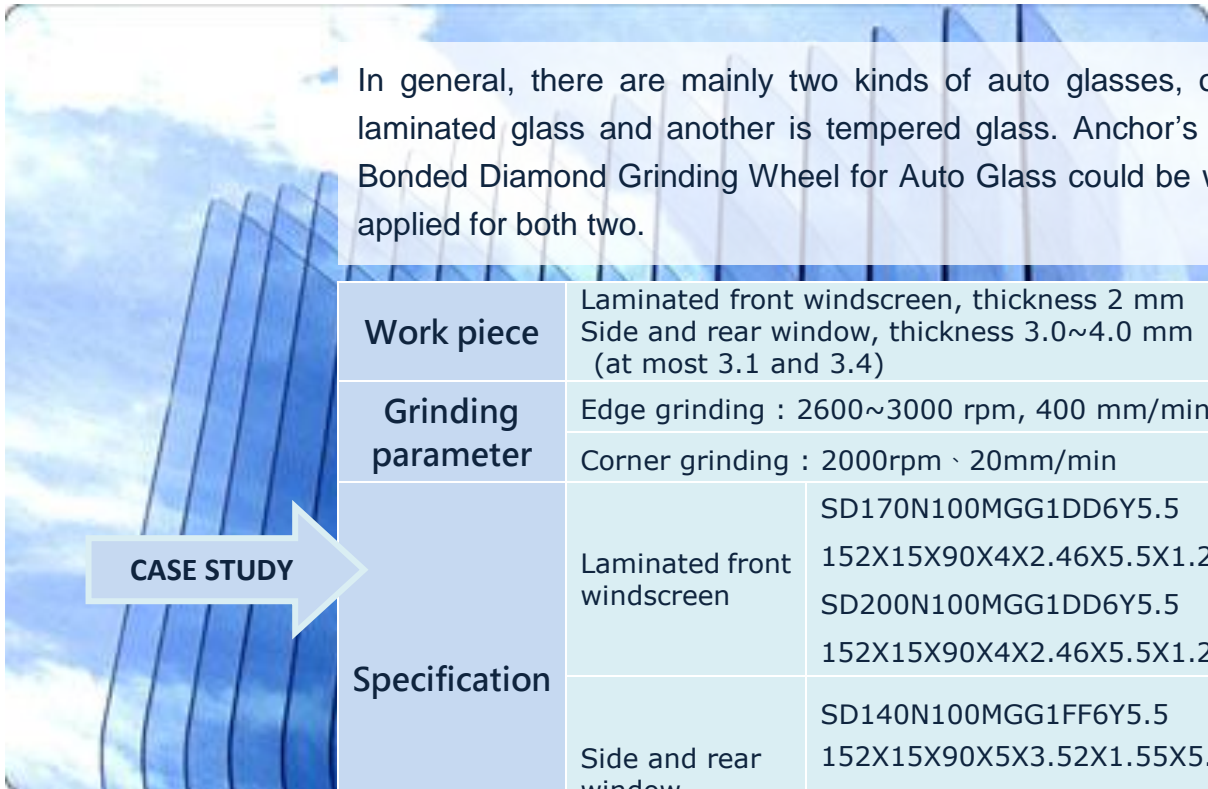 In general, there are mainly two kinds of auto glasses,
laminated glass and another is tempered glass. Anchor's
Bonded Diamond Grinding Wheel for Auto Glass could be
applied for both two.
Work piece
Laminated front windscreen, thickness 2 mm
Side and rear window, thickness 3.0~4.0 mm
(at most 3.1 and 3.4)
Grinding
parameter
Edge grinding : 2600~3000 rpm, 400 mm/min
Corner grinding : 2000rpm、20mm/min
CASE STUDY
Specification
Laminated front
windscreen
SD170N100MGG1DD6Y5.5
152X15X90X4X2.46X5.5X1.2
SD200N100MGG1DD6Y5.5
152X15X90X4X2.46X5.5X1.2
Side and rear
window
SD140N100MGG1FF6Y5.5
152X15X90X5X3.52X1.55X5.